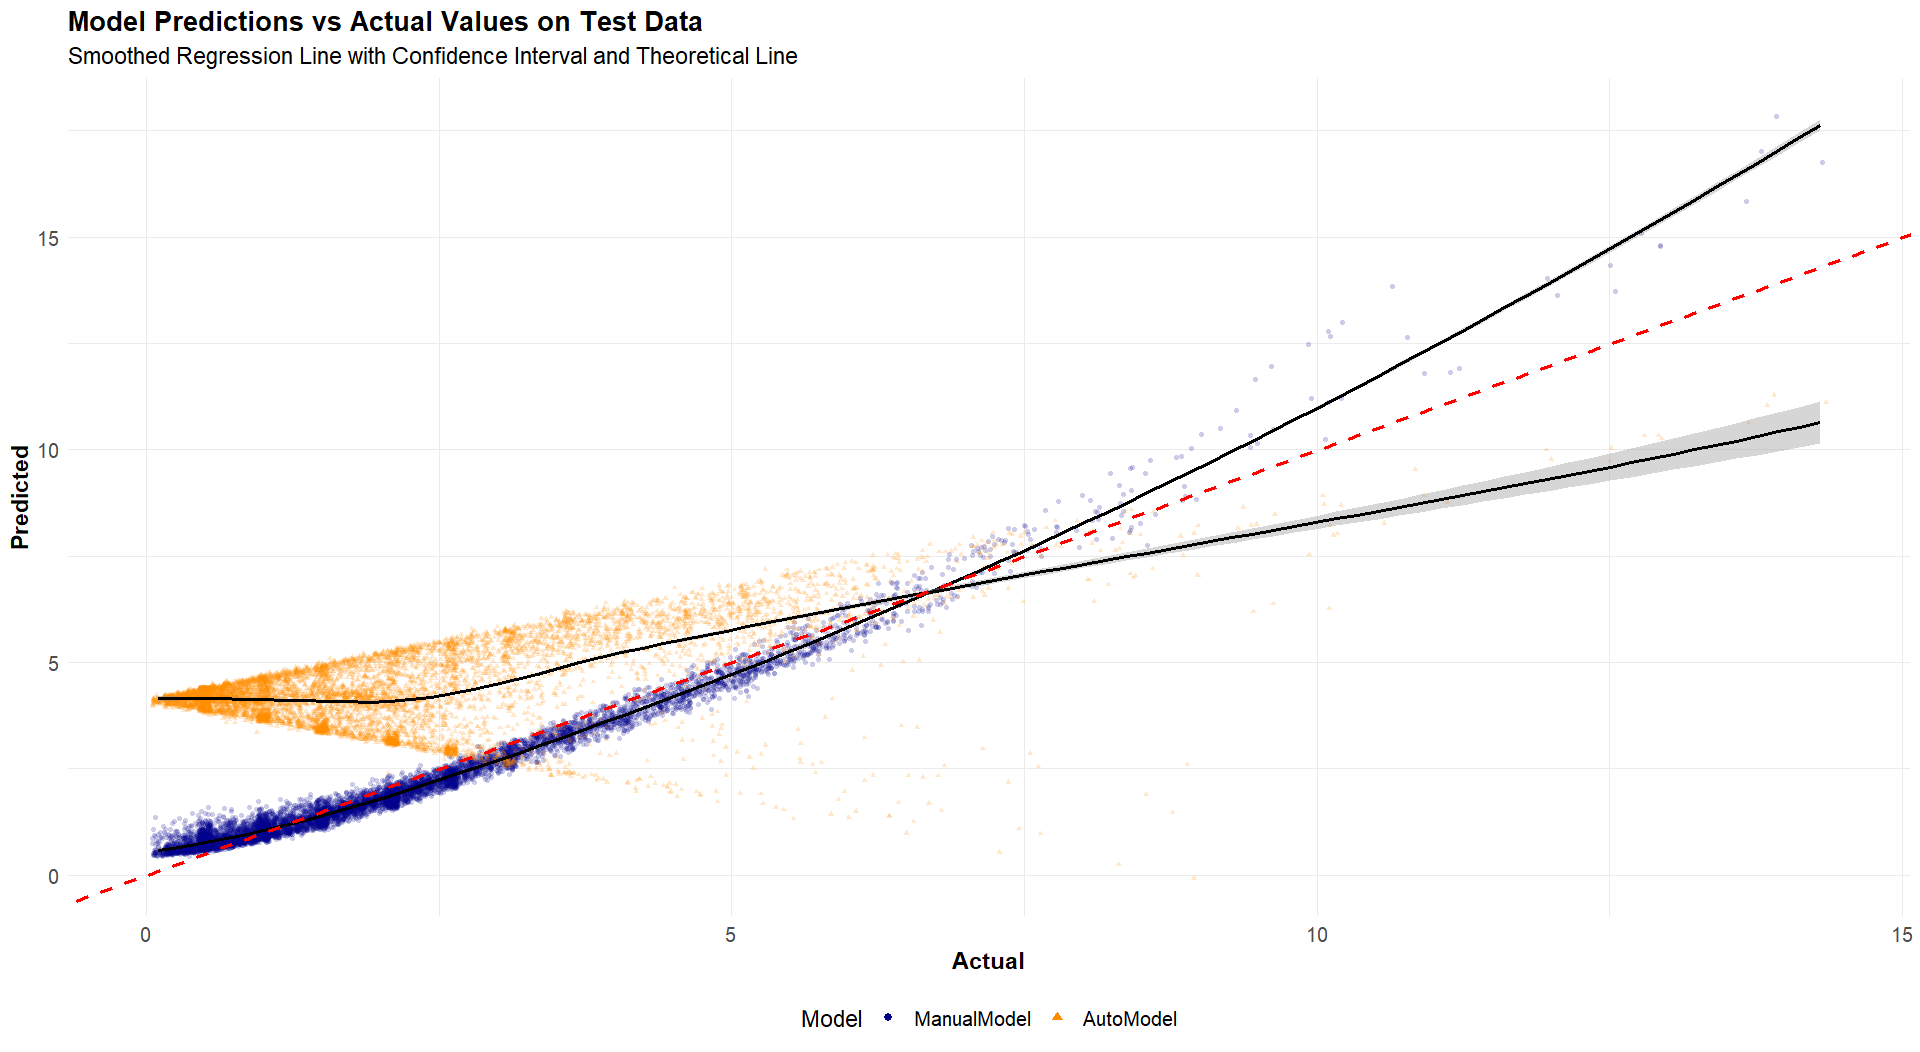 Model Predictions vs Actual Values on Test Data
Smoothed Regression Line with Confidence Interval and Theoretical Line
Predicted
15
10
5
0
0 5 10 15
Actual
Model ManualModel AutoModel